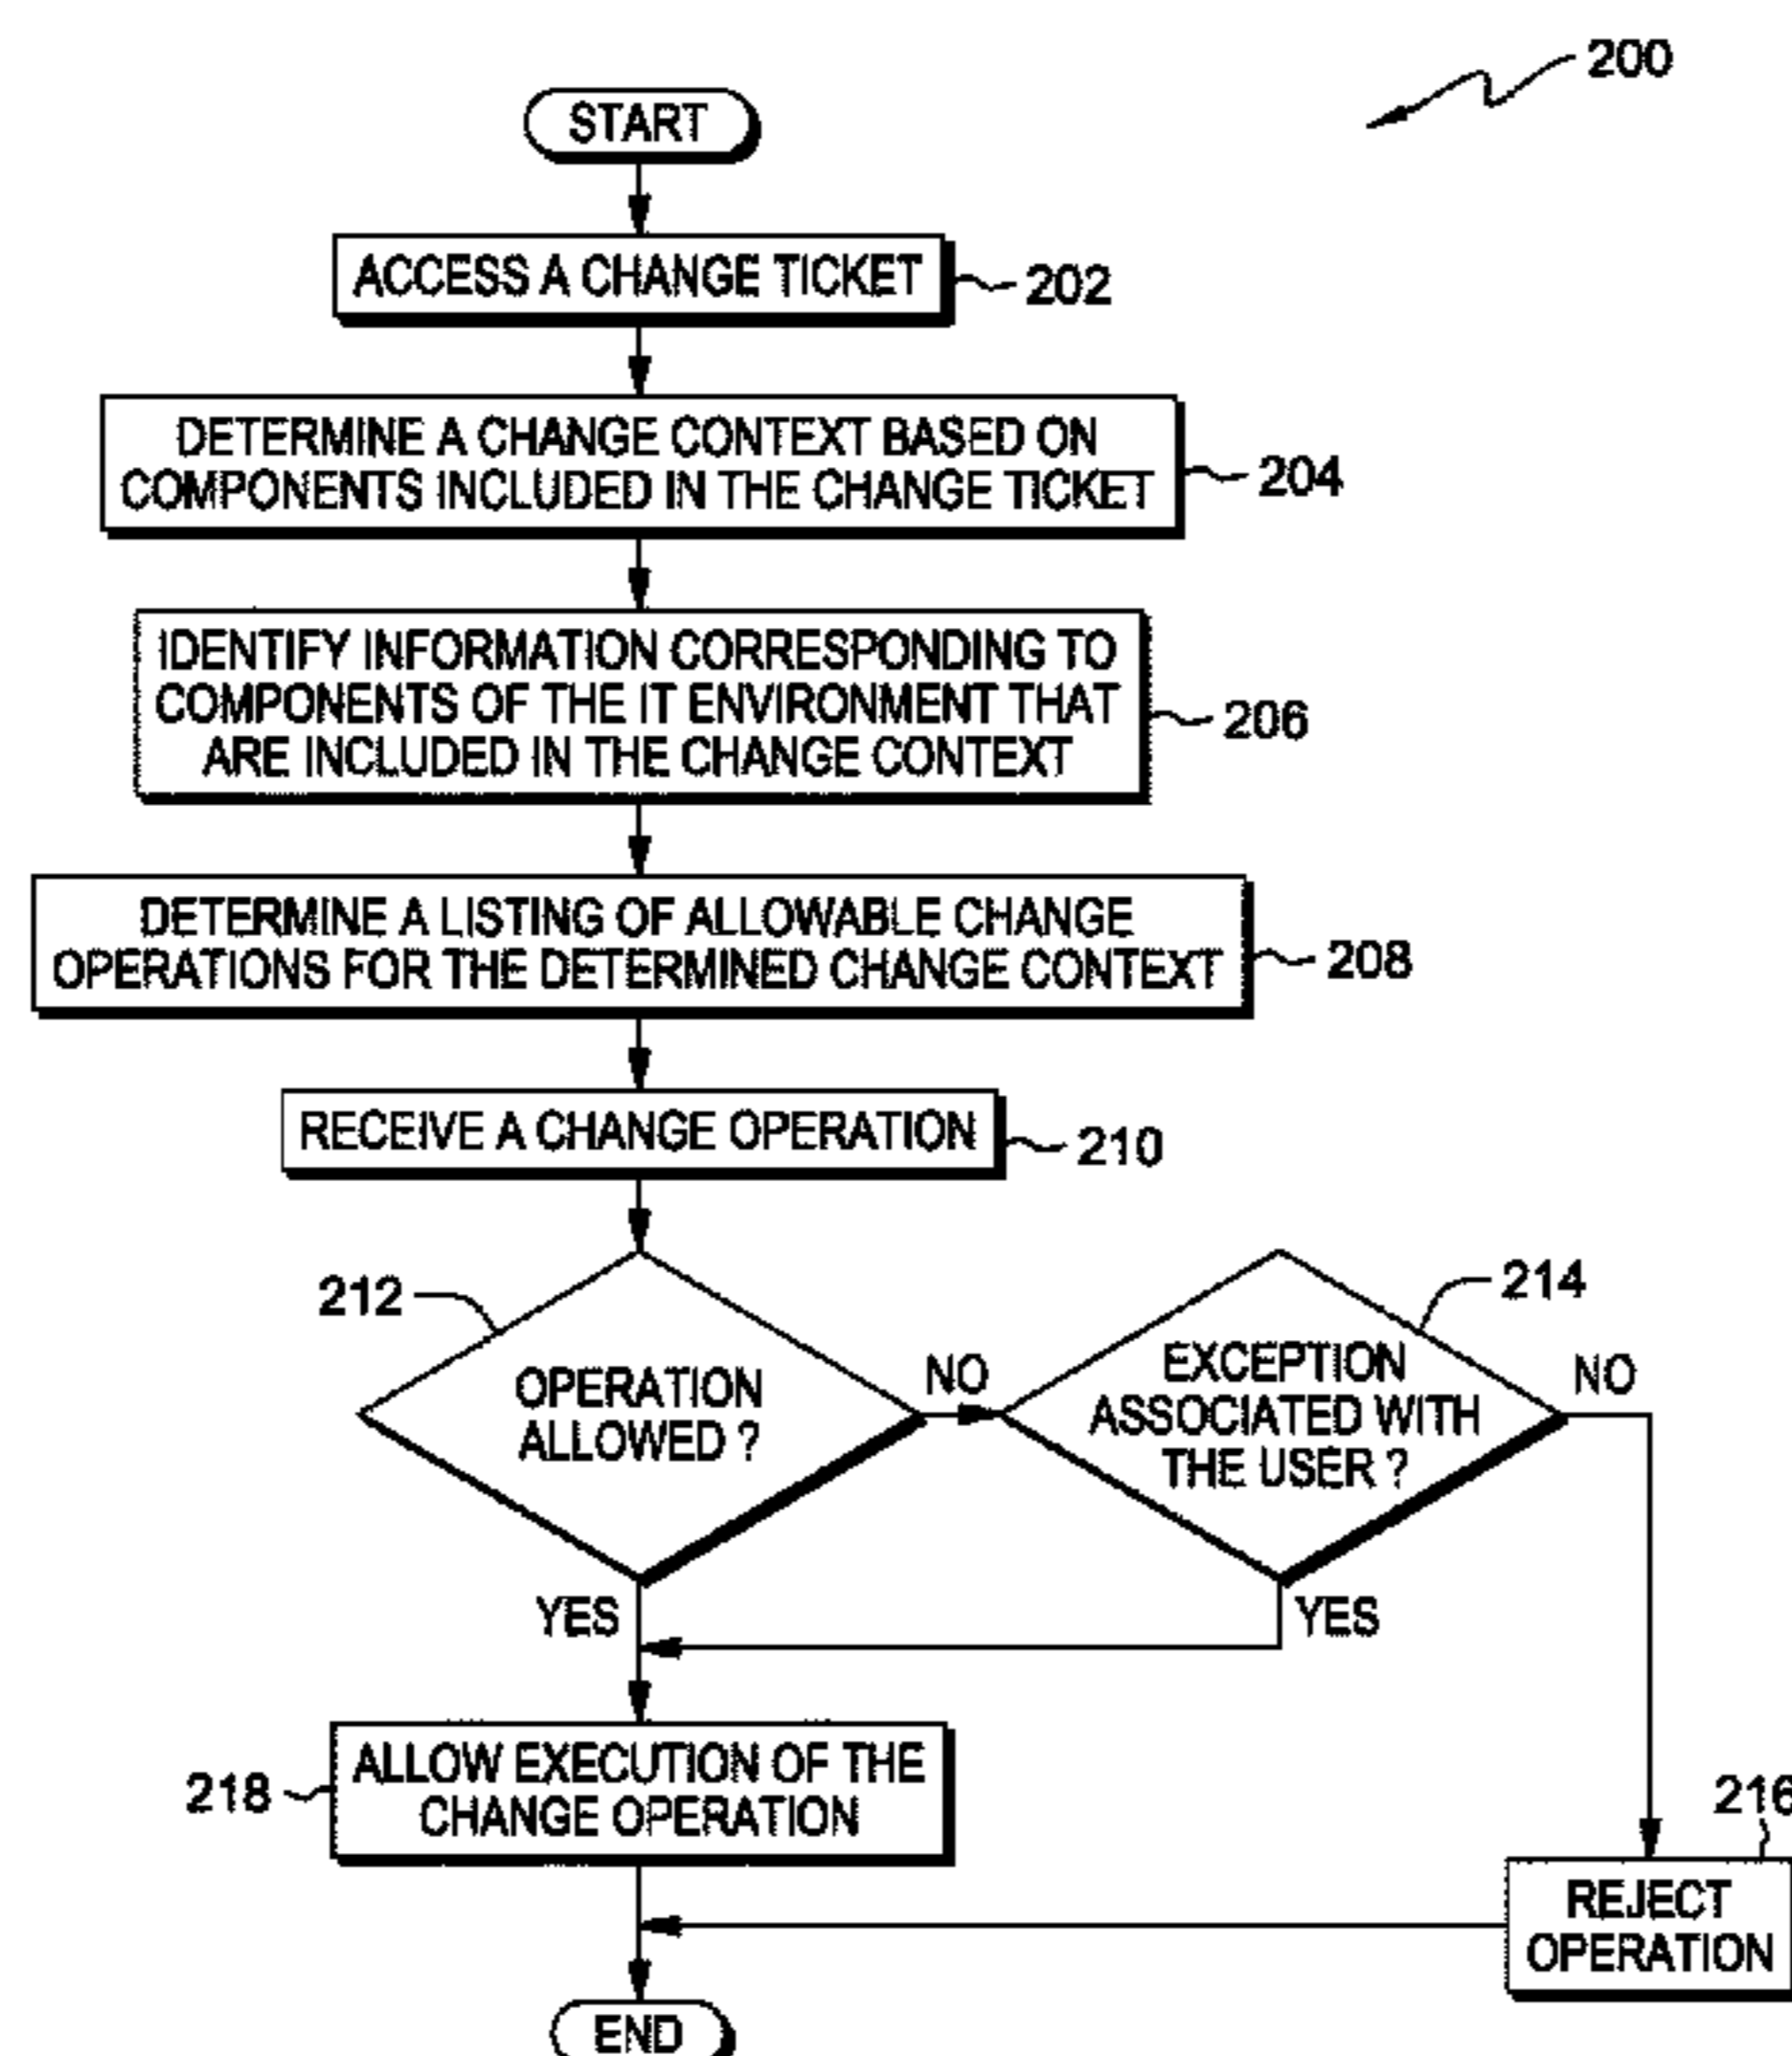 200
START
ACCESS A CHANGE TICKET
202
DETERMINE A CHANGE CONTEXT BASED ON
COMPONENTS INCLUDED IN THE CHANGE TICKET
204
IDENTIFY INFORMATION CORRESPONDING TO
COMPONENTS OF THE IT ENVIRONMENT THAT
ARE INCLUDED IN THE CHANGE CONTEXT
206
DETERMINE A LISTING OF ALLOWABLE CHANGE
OPERATIONS FOR THE DETERMINED CHANGE CONTEXT
208
RECEIVE A CHANGE OPERATION
210
212
OPERATION
ALLOWED ?
NO
YES
214
EXCEPTION
ASSOCIATED WITH
THE USER ?
NO
YES
218
ALLOW EXECUTION OF THE
CHANGE OPERATION
216
REJECT
OPERATION
END